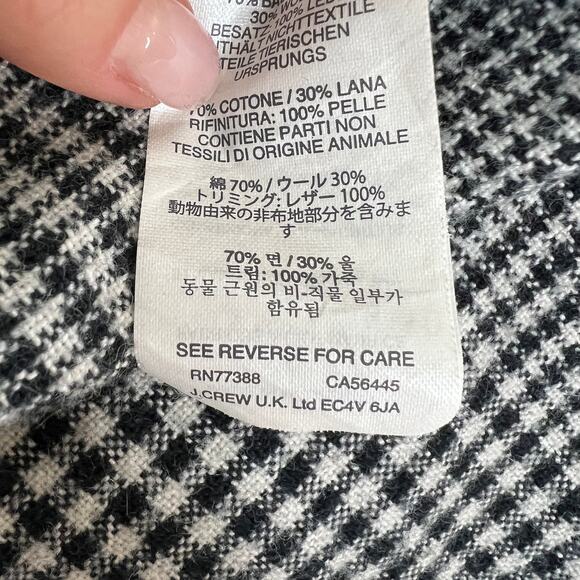 30% WO
BESATZ: 100% LEDE
ENTHÄLT NICHTTEXTILE
TEILE TIERISCHEN
URSPRUNGS
70% COTONE / 30% LANA
RIFINITURA: 100% PELLE
CONTIENE PARTI NON
TESSILI DI ORIGINE ANIMALE
綿 70% / ウール 30%
トリミング: レザー 100%
動物由来の非布地部分を含みま
す
70% 면 / 30% 울
트림: 100% 가죽
동물 근원의 비-직물 일부가
함유됨
SEE REVERSE FOR CARE
RN77388 CA56445
J.CREW U.K. Ltd EC4V 6JA